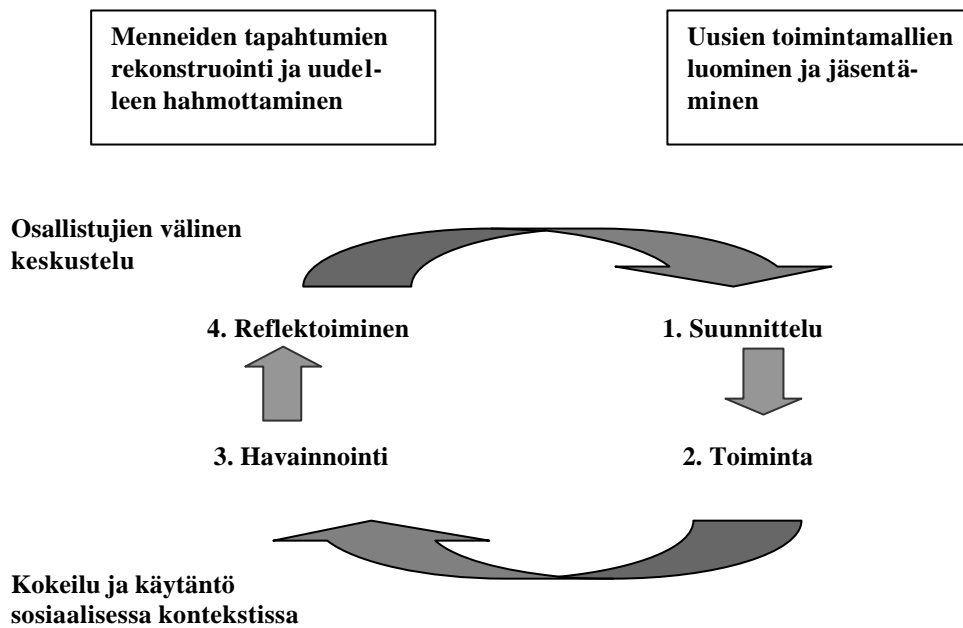 Menneiden tapahtumien
rekonstruointi ja uudel-
leen hahmottaminen
Uusien toimintamallien
luominen ja jäsentä-
minen
Osallistujien välinen
keskustelu
4. Reflektoiminen
1. Suunnittelu
3. Havainnointi
2. Toiminta
Kokeilu ja käytäntö
sosiaalisessa kontekstissa